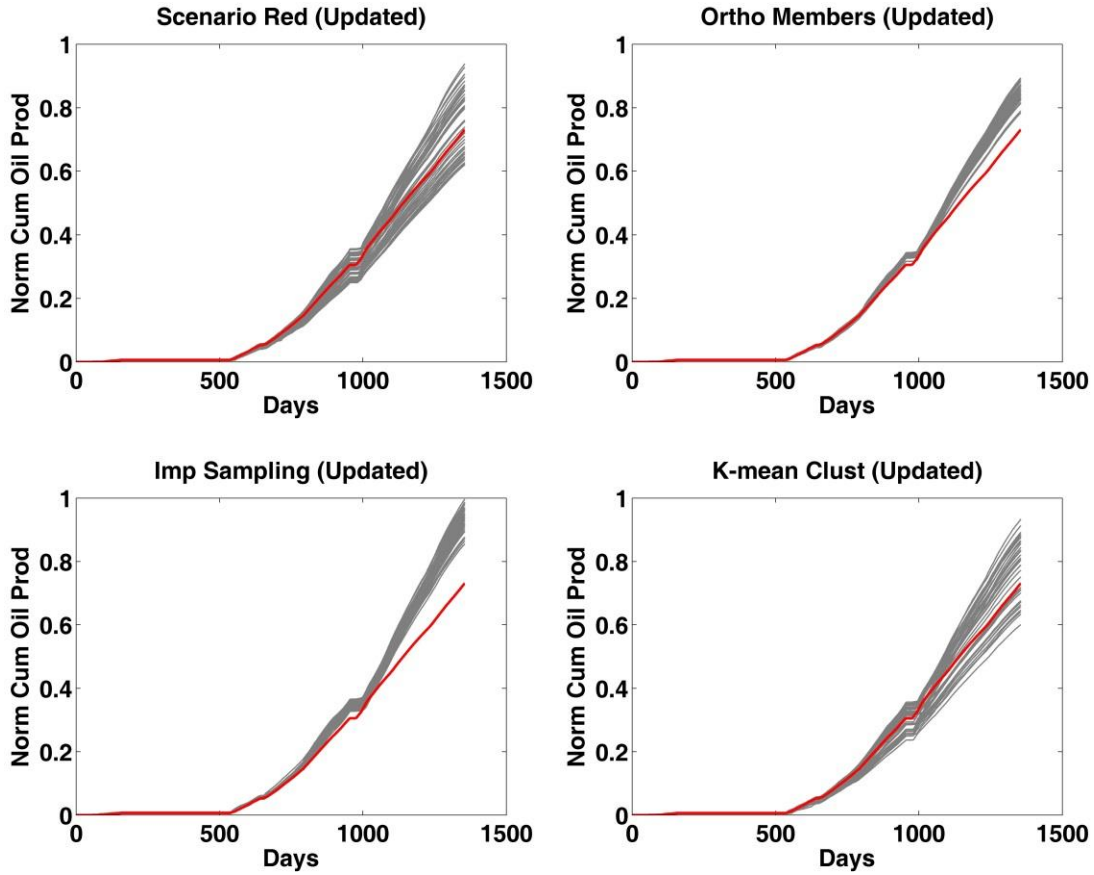 Scenario Red (Updated)
Norm Cum Oil Prod
1
0.8
0.6
0.4
0.2
0
0 500 1000 1500
Days
Ortho Members (Updated)
Norm Cum Oil Prod
1
0.8
0.6
0.4
0.2
0
0 500 1000 1500
Days
Imp Sampling (Updated)
Norm Cum Oil Prod
1
0.8
0.6
0.4
0.2
0
0 500 1000 1500
Days
K-mean Clust (Updated)
Norm Cum Oil Prod
1
0.8
0.6
0.4
0.2
0
0 500 1000 1500
Days